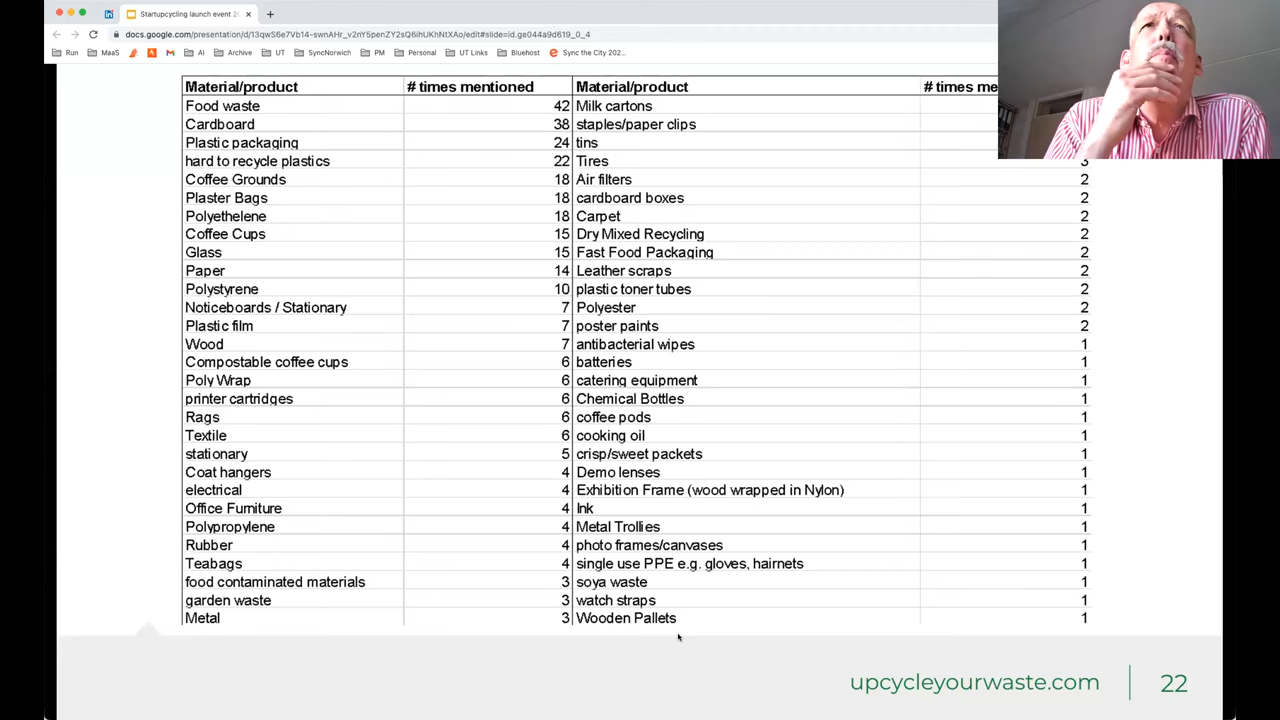 Startupcycling launch event 20
docs.google.com/presentation/d/13qwS6e7Vb14-swnAHr_v2nY5penZY2sQ6ihUKhNtXAo/edit#slide=id.ge044a9d619_0_4
Run MaaS AI Archive UT SyncNorwich PM Personal UT Links Bluehost Sync the City 202...
Material/product # times mentioned Material/product # times me
Food waste 42 Milk cartons
Cardboard 38 staples/paper clips
Plastic packaging 24 tins
hard to recycle plastics 22 Tires 3
Coffee Grounds 18 Air filters 2
Plaster Bags 18 cardboard boxes 2
Polyethelene 18 Carpet 2
Coffee Cups 15 Dry Mixed Recycling 2
Glass 15 Fast Food Packaging 2
Paper 14 Leather scraps 2
Polystyrene 10 plastic toner tubes 2
Noticeboards / Stationary 7 Polyester 2
Plastic film 7 poster paints 2
Wood 7 antibacterial wipes 1
Compostable coffee cups 6 batteries 1
Poly Wrap 6 catering equipment 1
printer cartridges 6 Chemical Bottles 1
Rags 6 coffee pods 1
Textile 6 cooking oil 1
stationary 5 crisp/sweet packets 1
Coat hangers 4 Demo lenses 1
electrical 4 Exhibition Frame (wood wrapped in Nylon) 1
Office Furniture 4 Ink 1
Polypropylene 4 Metal Trollies 1
Rubber 4 photo frames/canvases 1
Teabags 4 single use PPE e.g. gloves, hairnets 1
food contaminated materials 3 soya waste 1
garden waste 3 watch straps 1
Metal 3 Wooden Pallets 1
upcycleyourwaste.com 22